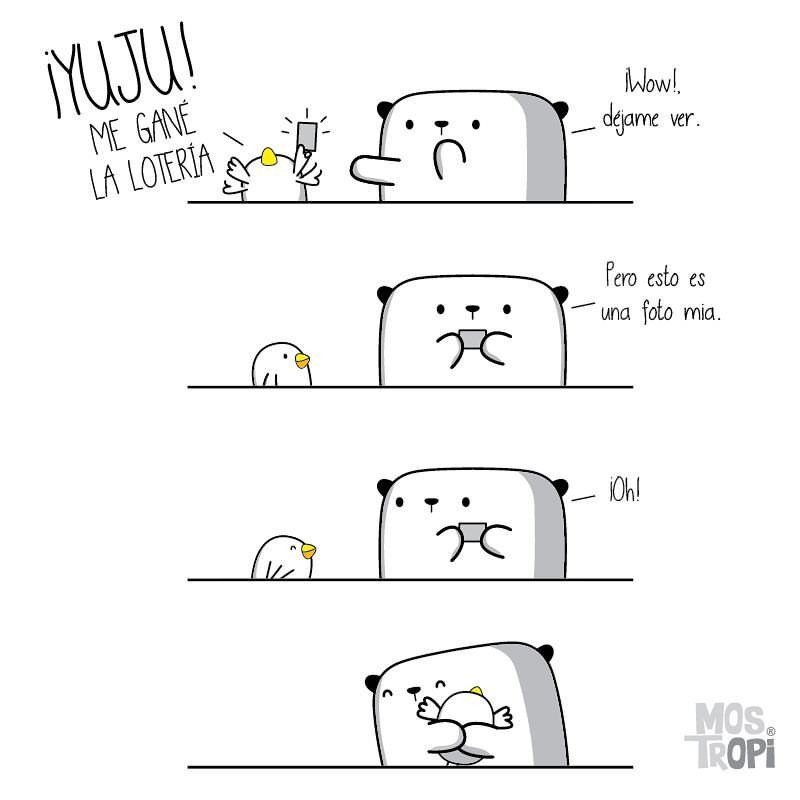 ¡YUJU!
ME GANÉ
LA LOTERÍA
¡Wow!,
déjame ver.
Pero esto es
una foto mia.
¡Oh!
MOS
TROPI®